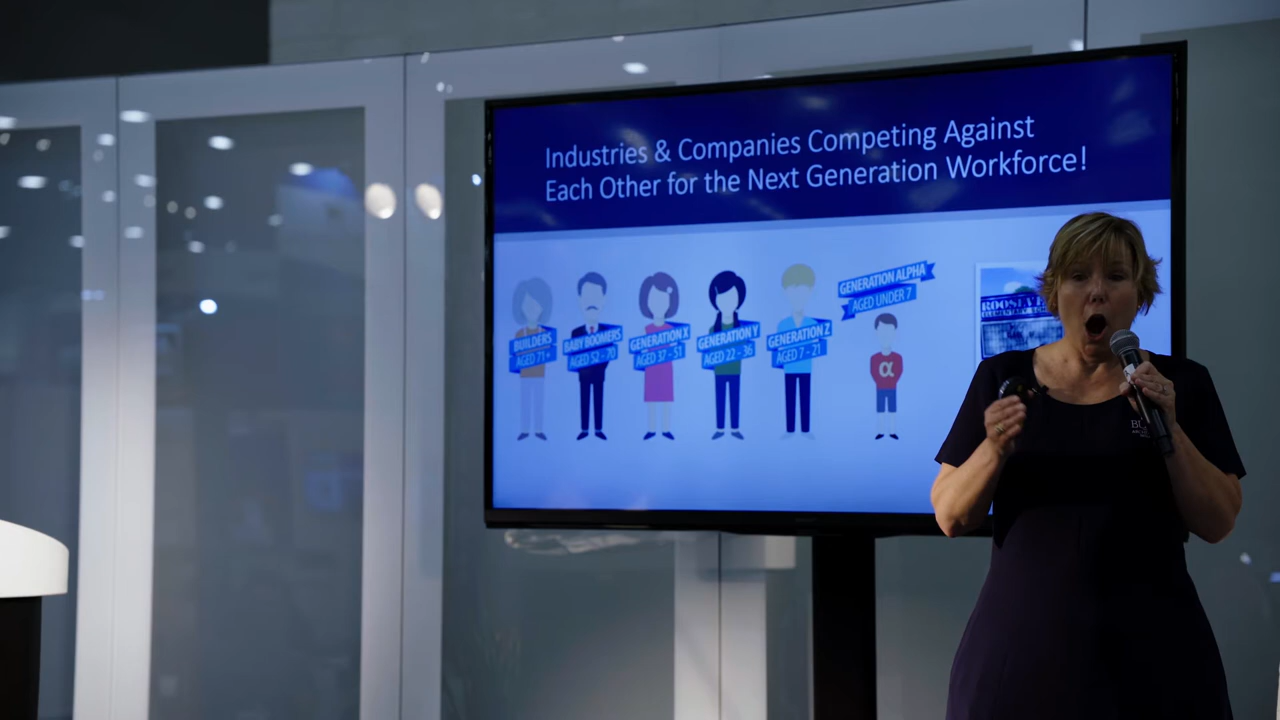 Industries & Companies Competing Against
Each Other for the Next Generation Workforce!
BUILDERS
AGED 71+
BABY BOOMERS
AGED 52 - 70
GENERATION X
AGED 37 - 51
GENERATION Y
AGED 22 - 36
GENERATION Z
AGED 7 - 21
GENERATION ALPHA
AGED UNDER 7
α